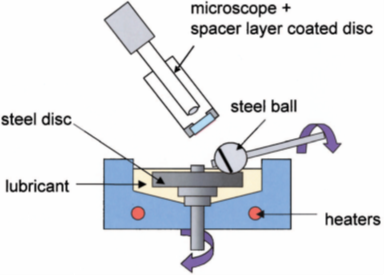 microscope +
spacer layer coated disc
steel ball
steel disc
lubricant
heaters